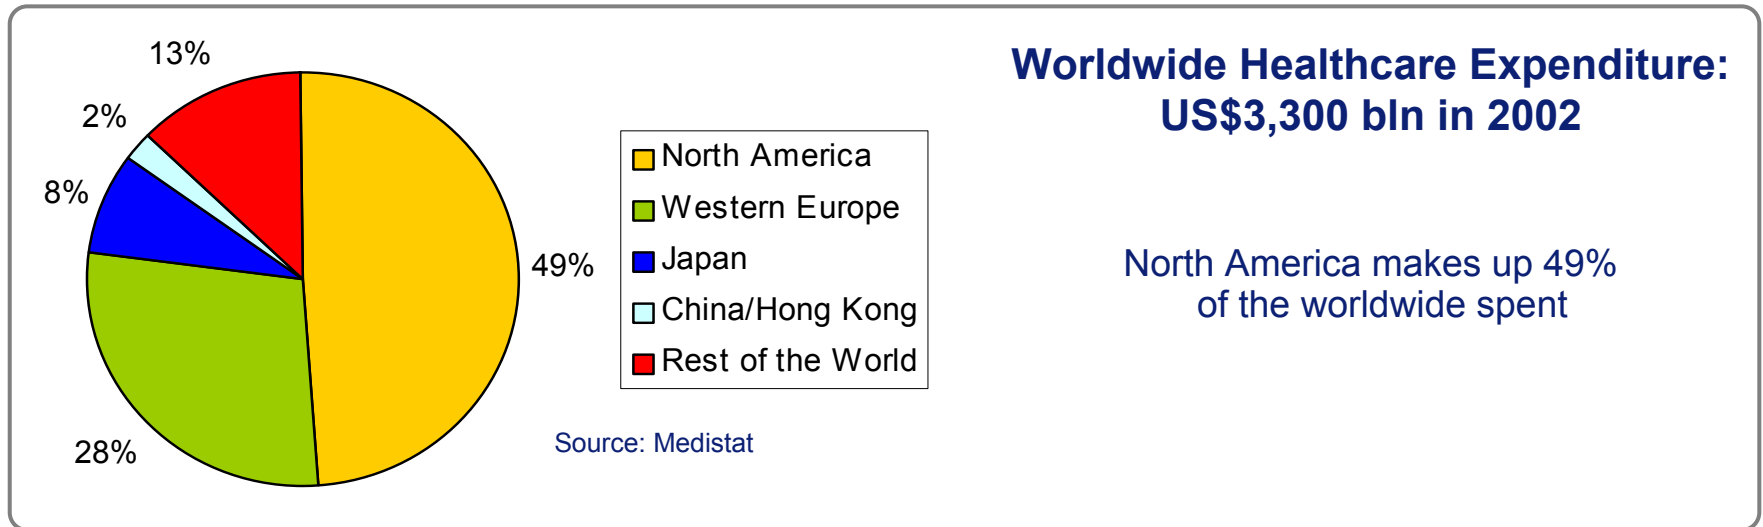 13%
2%
8%
49%
28%
North America
Western Europe
Japan
China/Hong Kong
Rest of the World
Source: Medistat
Worldwide Healthcare Expenditure:
US$3,300 bln in 2002
North America makes up 49%
of the worldwide spent